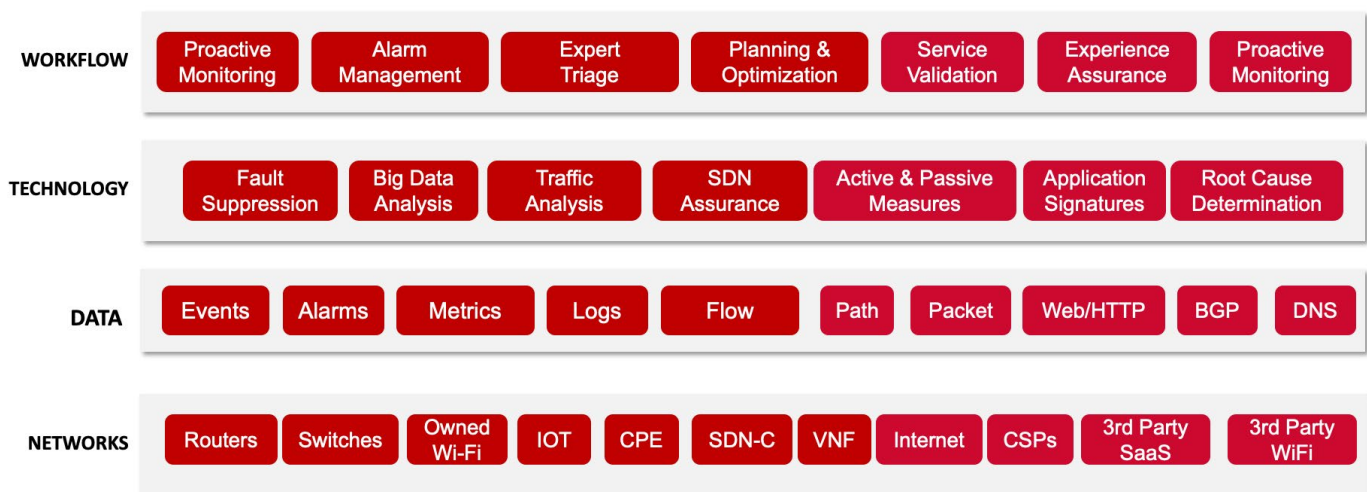 WORKFLOW
Proactive
Monitoring
Alarm
Management
Expert
Triage
Planning &
Optimization
Service
Validation
Experience
Assurance
Proactive
Monitoring
TECHNOLOGY
Fault
Suppression
Big Data
Analysis
Traffic
Analysis
SDN
Assurance
Active & Passive
Measures
Application
Signatures
Root Cause
Determination
DATA
Events
Alarms
Metrics
Logs
Flow
Path
Packet
Web/HTTP
BGP
DNS
NETWORKS
Routers
Switches
Owned
Wi-Fi
IOT
CPE
SDN-C
VNF
Internet
CSPs
3rd Party
SaaS
3rd Party
WiFi